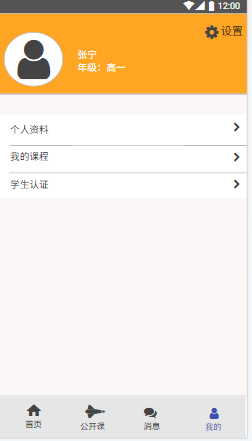 12:00
设置
张宁
年级：高一
个人资料
我的课程
学生认证
首页 公开课 消息 我的